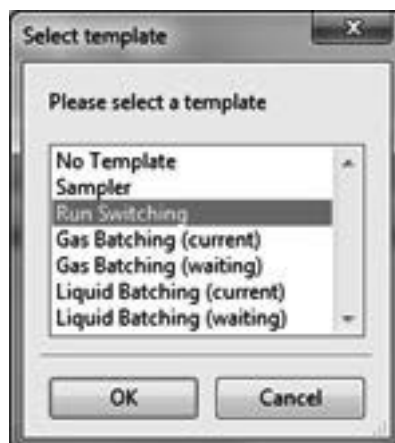 Select template
Please select a template
No Template
Sampler
Run Switching
Gas Batching (current)
Gas Batching (waiting)
Liquid Batching (current)
Liquid Batching (waiting)
OK
Cancel